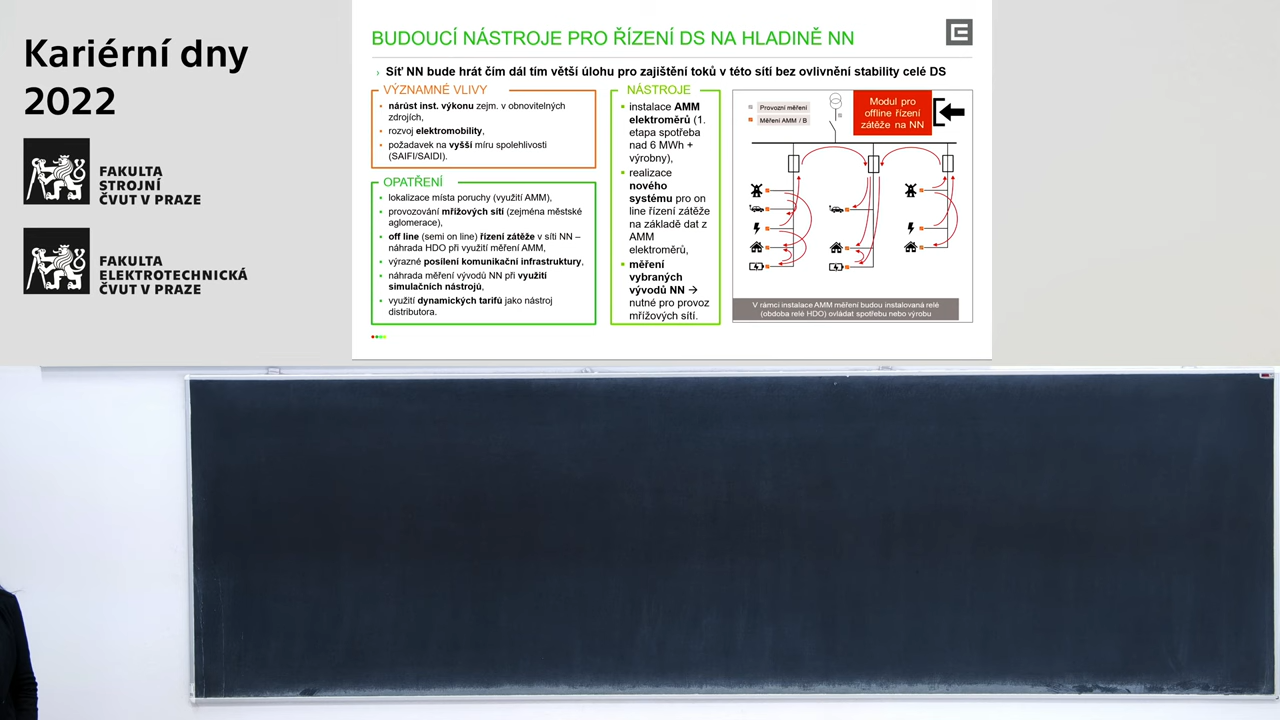 Kariérní dny
2022
FAKULTA
STROJNÍ
ČVUT V PRAZE
FAKULTA
ELEKTROTECHNICKÁ
ČVUT V PRAZE
BUDOUCÍ NÁSTROJE PRO ŘÍZENÍ DS NA HLADINĚ NN
› Síť NN bude hrát čím dál tím větší úlohu pro zajištění toků v této sítí bez ovlivnění stability celé DS
VÝZNAMNÉ VLIVY
• nárůst inst. výkonu zejm. v obnovitelných
zdrojích,
• rozvoj elektromobility,
• požadavek na vyšší míru spolehlivosti
(SAIFI/SAIDI).
OPATŘENÍ
• lokalizace místa poruchy (využití AMM),
• provozování mřížových sítí (zejména městské
aglomerace),
• off line (semi on line) řízení zátěže v síti NN –
náhrada HDO při využití měření AMM,
• výrazné posílení komunikační infrastruktury,
• náhrada měření vývodů NN při využití
simulačních nástrojů,
• využití dynamických tarifů jako nástroj
distributora.
NÁSTROJE
▪ instalace AMM
elektroměrů (1.
etapa spotřeba
nad 6 MWh +
výrobny),
▪ realizace
nového
systému pro on
line řízení zátěže
na základě dat z
AMM
elektroměrů,
▪ měření
vybraných
vývodů NN →
nutné pro provoz
mřížových sítí.
Provozní měření
Měření AMM / B
Modul pro
offline řízení
zátěže na NN
V rámci instalace AMM měření budou instalovaná relé
(obdoba relé HDO) ovládat spotřebu nebo výrobu